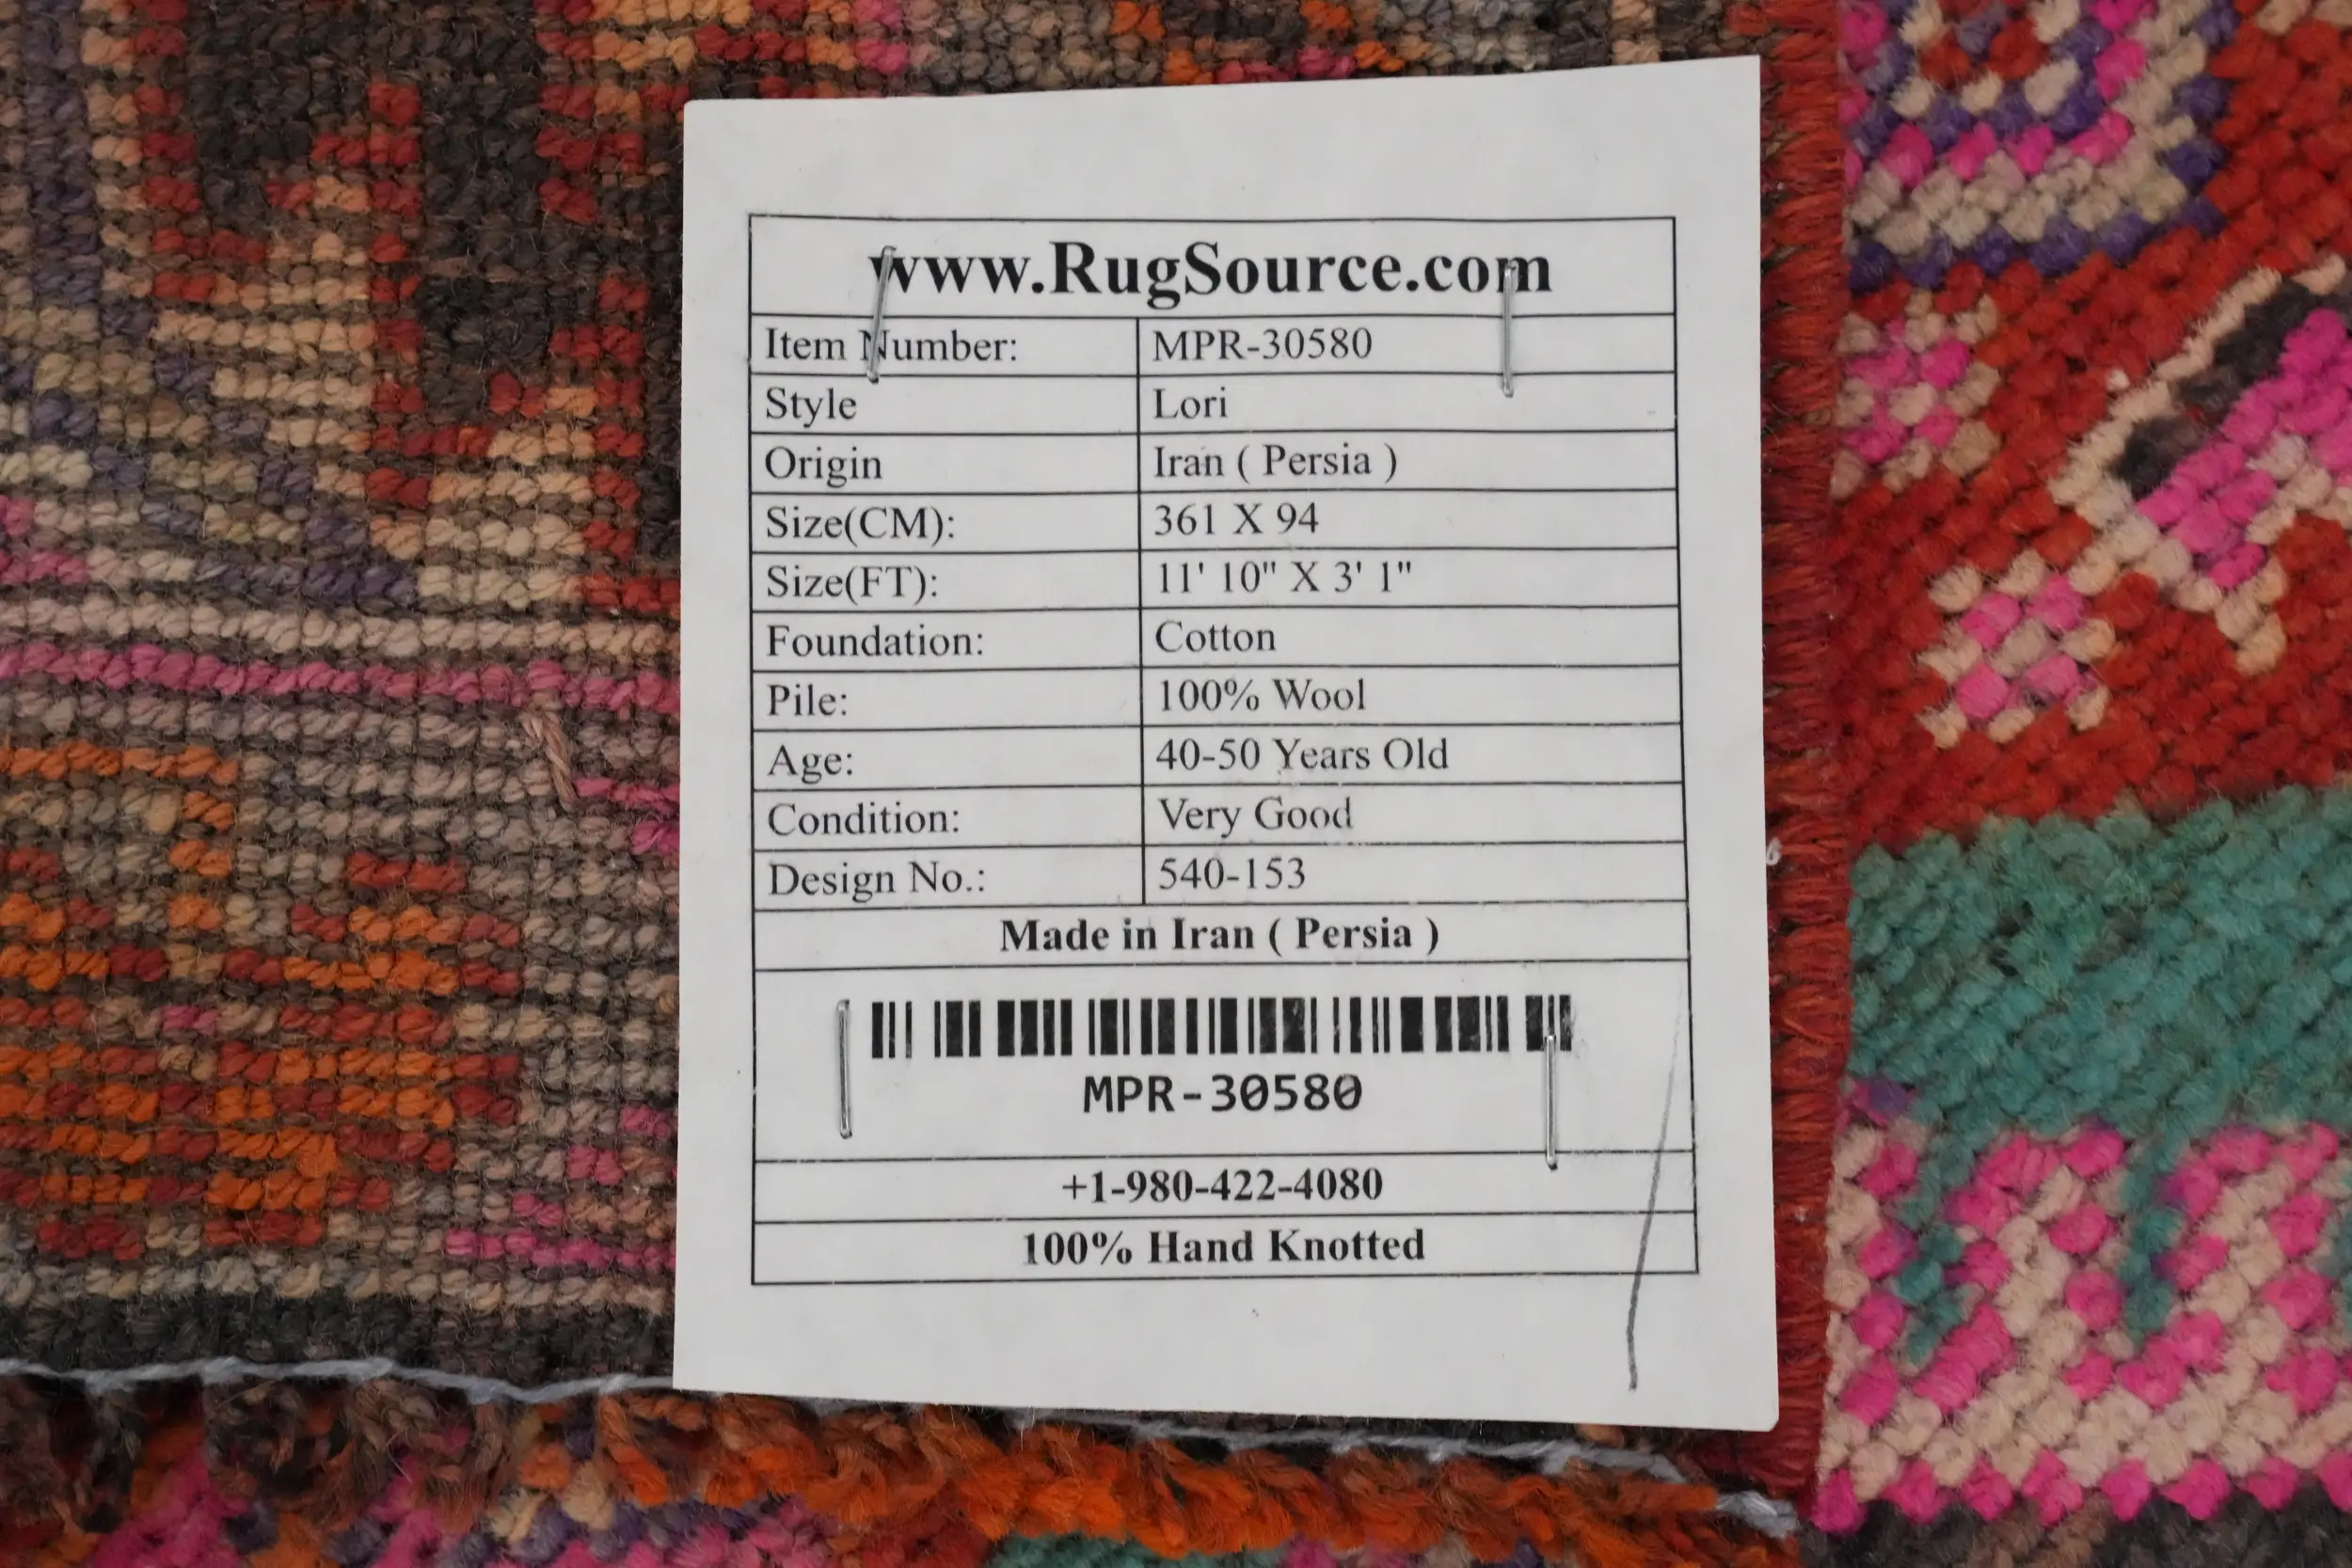 www.RugSource.com
Item Number: MPR-30580
Style Lori
Origin Iran ( Persia )
Size(CM): 361 X 94
Size(FT): 11' 10" X 3' 1"
Foundation: Cotton
Pile: 100% Wool
Age: 40-50 Years Old
Condition: Very Good
Design No.: 540-153
Made in Iran ( Persia )
MPR-30580
+1-980-422-4080
100% Hand Knotted